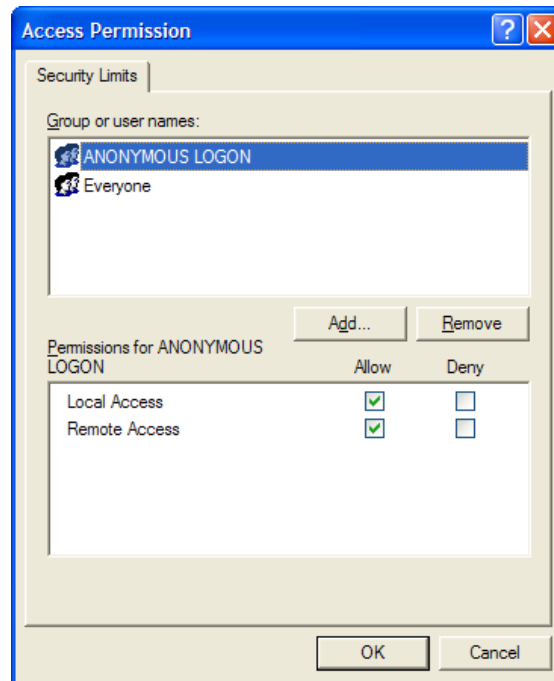 Access Permission
Security Limits
Group or user names:
ANONYMOUS LOGON
Everyone
Add... Remove
Permissions for ANONYMOUS
LOGON Allow Deny
Local Access
Remote Access
OK Cancel